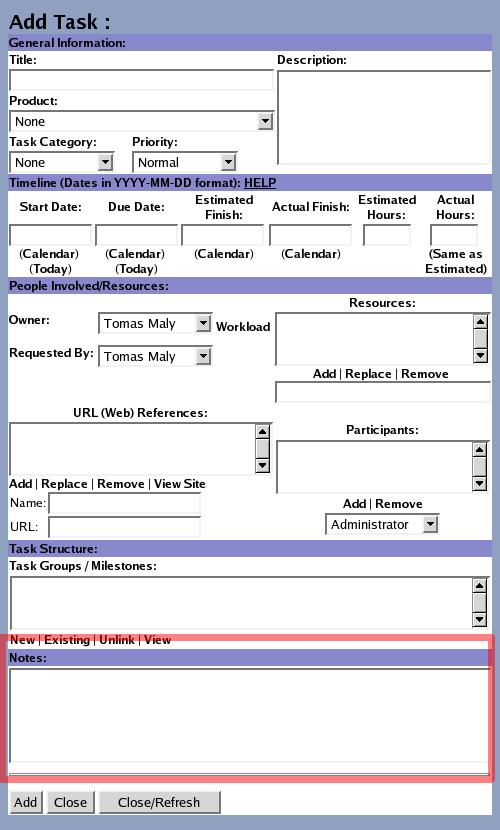 Add Task :
General Information:
Title:
Description:
Product:
None
Task Category: Priority:
None Normal
Timeline (Dates in YYYY-MM-DD format): HELP
Start Date: Due Date: Estimated Finish: Actual Finish: Estimated Hours: Actual Hours:
(Calendar) (Calendar) (Calendar) (Calendar) (Same as Estimated)
(Today) (Today)
People Involved/Resources:
Resources:
Owner: Tomas Maly Workload
Requested By: Tomas Maly
Add | Replace | Remove
URL (Web) References:
Participants:
Add | Replace | Remove | View Site
Name:
Add | Remove
URL:
Administrator
Task Structure:
Task Groups / Milestones:
New | Existing | Unlink | View
Notes:
Add Close Close/Refresh